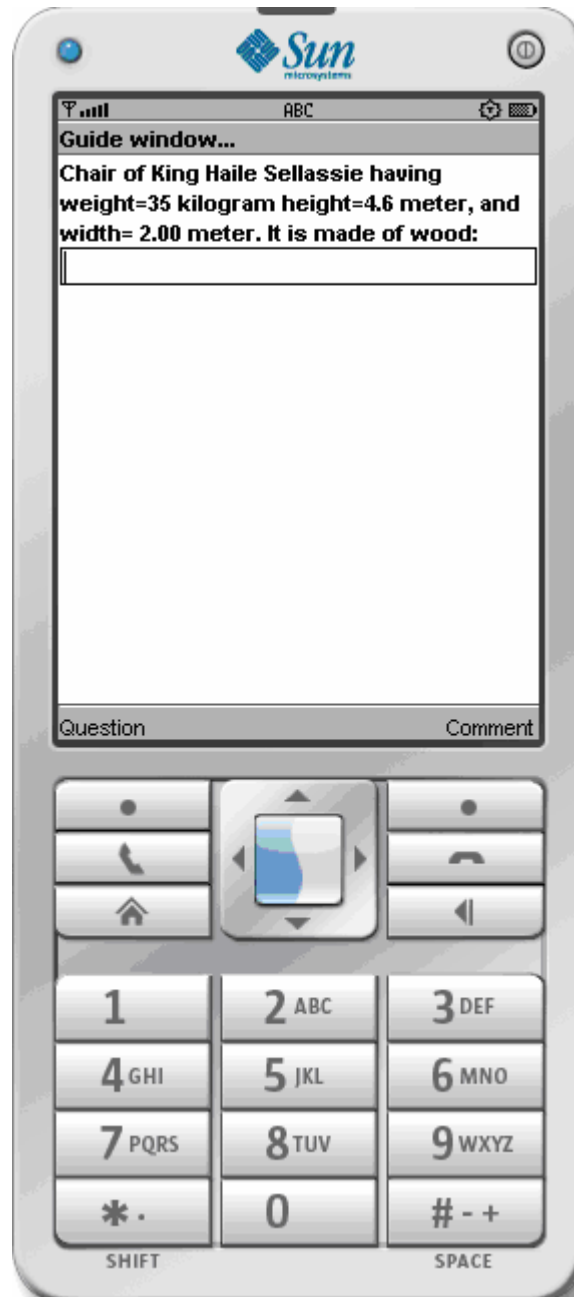 Sun
microsystems
ABC
Guide window...
Chair of King Haile Sellassie having
weight=35 kilogram height=4.6 meter, and
width= 2.00 meter. It is made of wood:
Question Comment
1 2 ABC 3 DEF
4 GHI 5 JKL 6 MNO
7 PQRS 8 TUV 9 WXYZ
* . 0 # - +
SHIFT SPACE